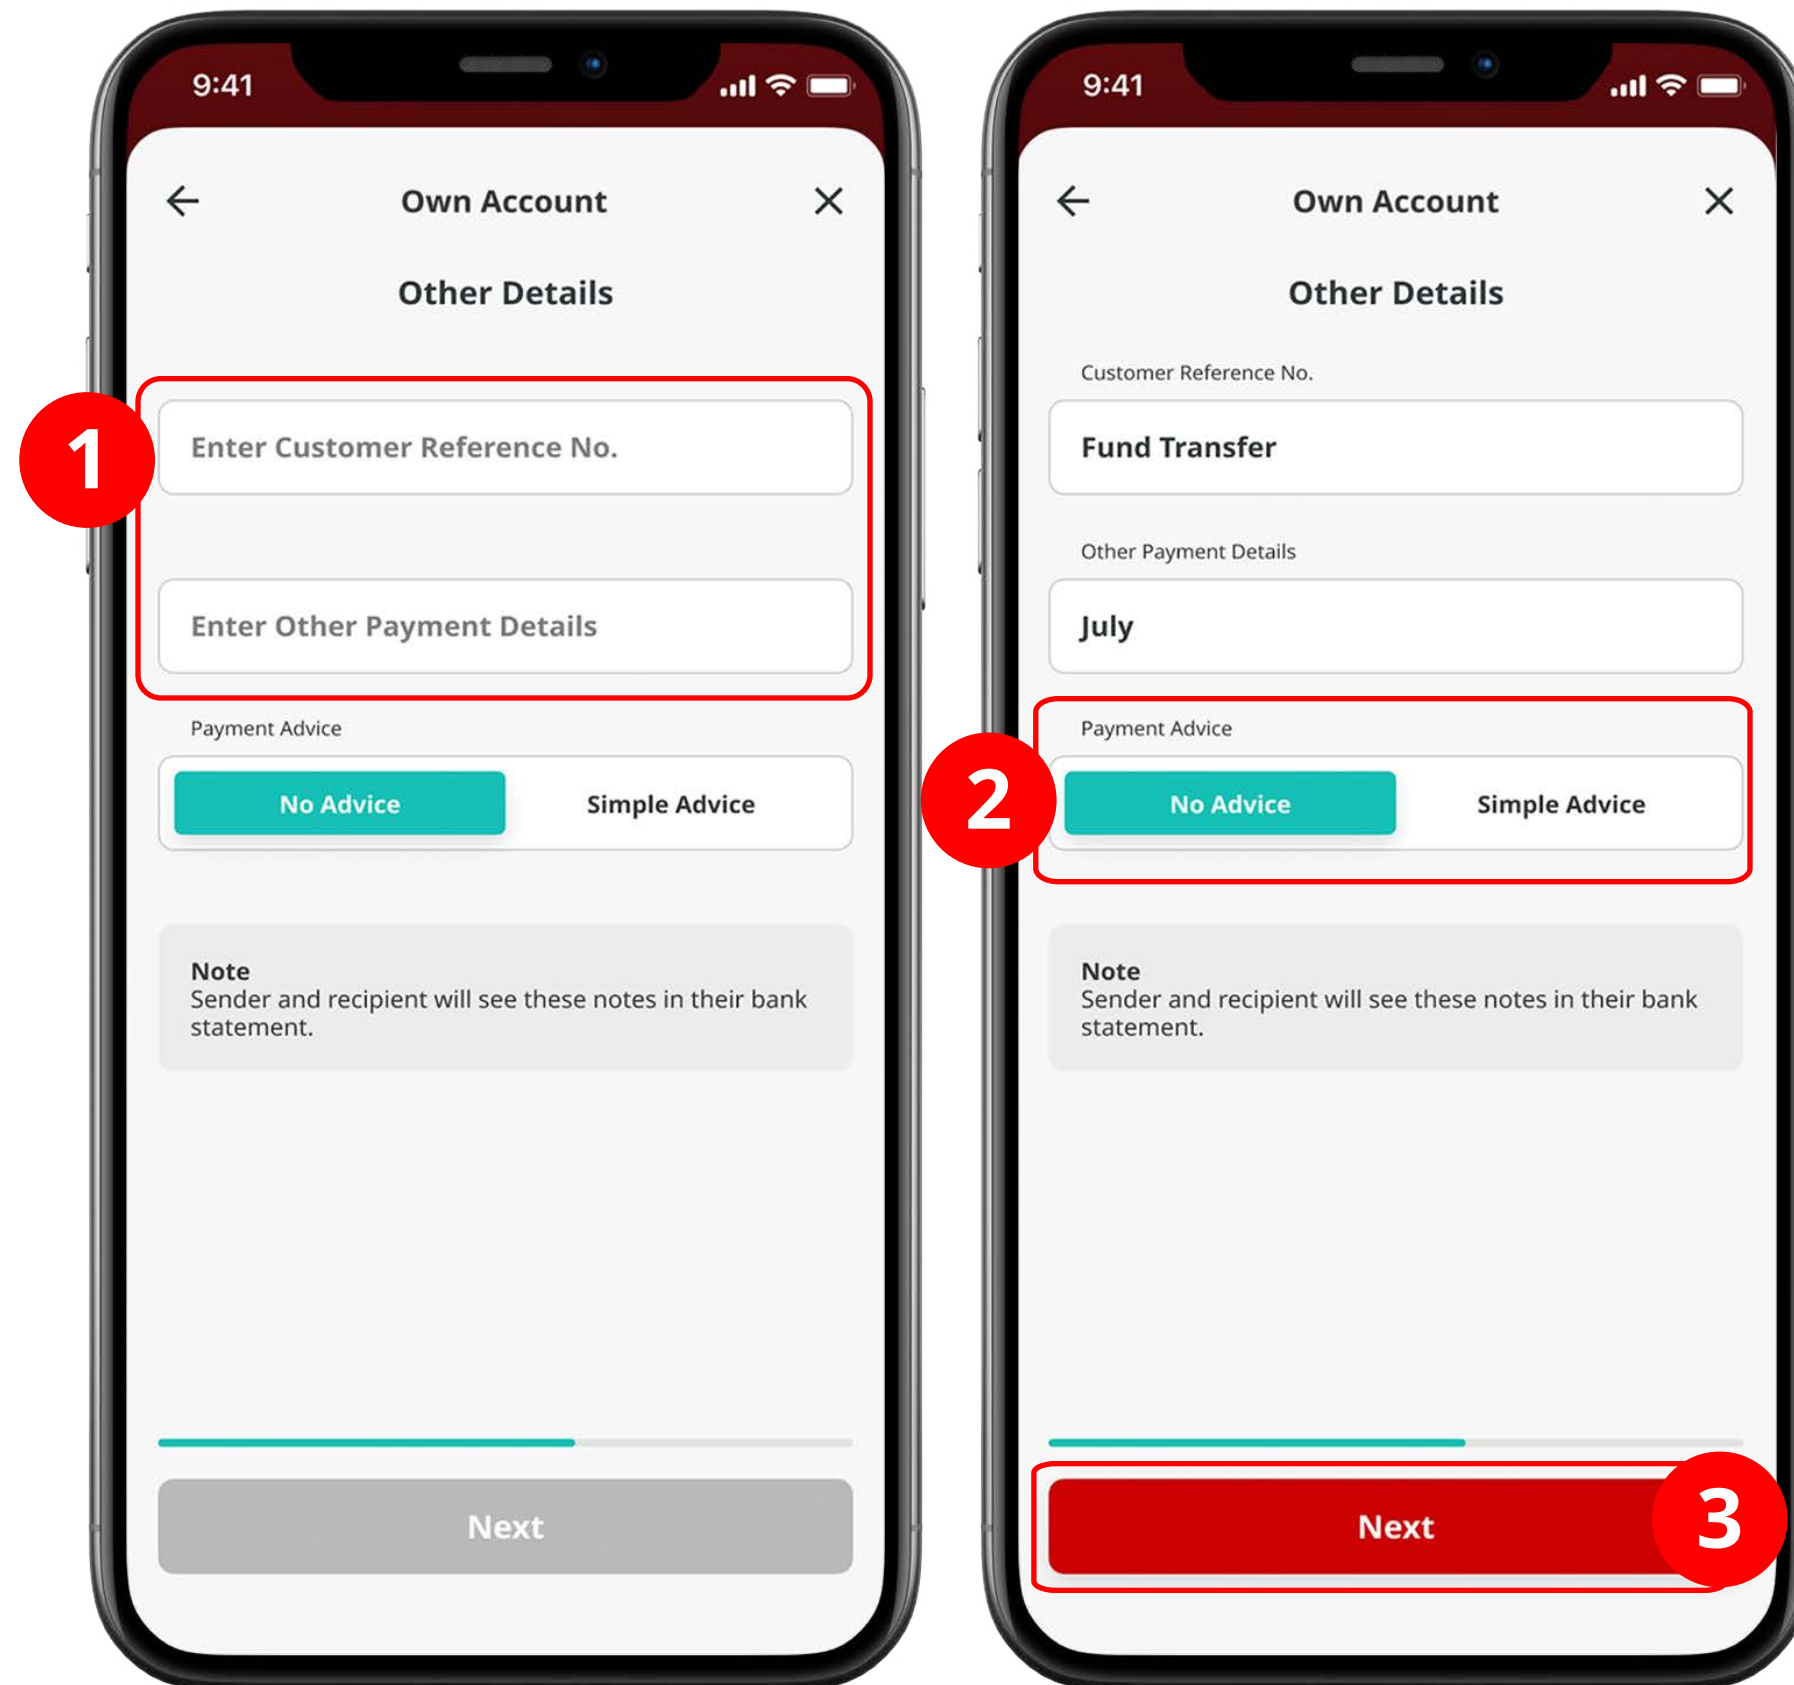 9:41
Own Account
Other Details
1
Enter Customer Reference No.
Enter Other Payment Details
Payment Advice
No Advice
Simple Advice
Note
Sender and recipient will see these notes in their bank
statement.
Next
9:41
Own Account
Other Details
Customer Reference No.
Fund Transfer
Other Payment Details
July
2
Payment Advice
No Advice
Simple Advice
Note
Sender and recipient will see these notes in their bank
statement.
Next
3